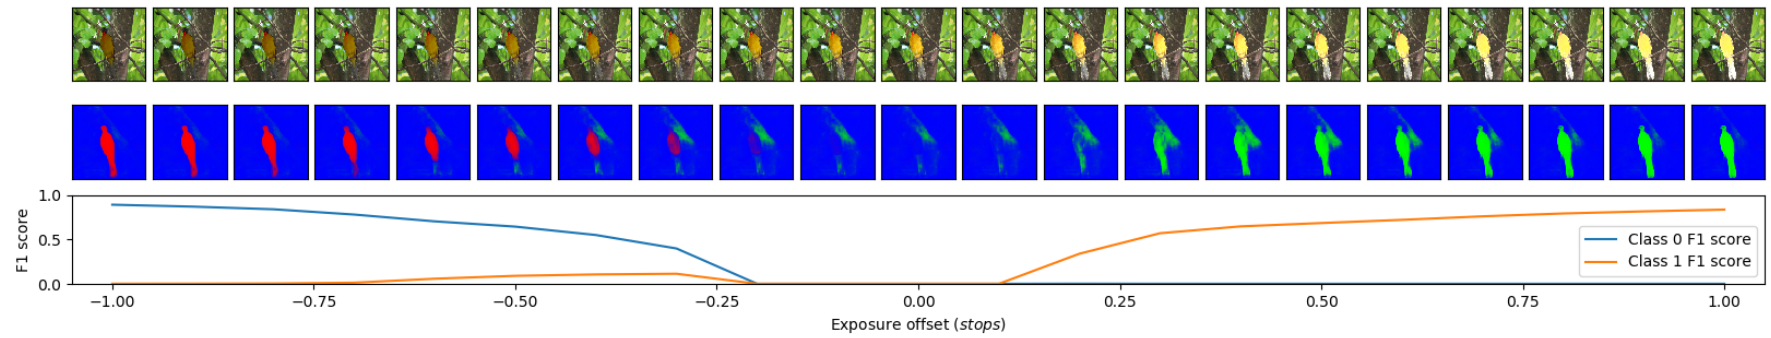 1.0
0.5
0.0
F1 score
Class 0 F1 score
Class 1 F1 score
−1.00 −0.75 −0.50 −0.25 0.00 0.25 0.50 0.75 1.00
Exposure offset (stops)